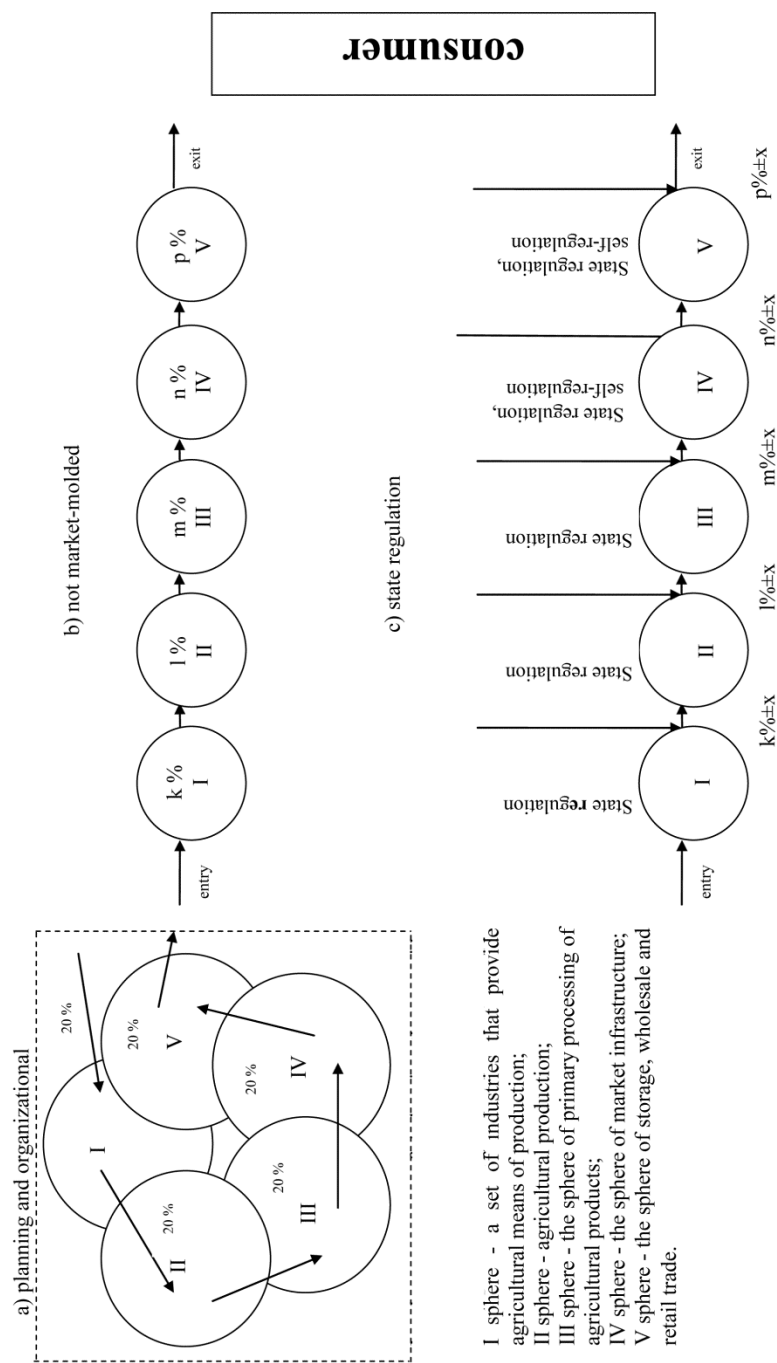 a) planning and organizational
20 %
I
20 %
V
20 %
II
20 %
IV
20 %
III
b) not market-molded
entry
k %
I
l %
II
m %
III
n %
IV
p %
V
exit
c) state regulation
State regulation
State regulation
State regulation
State regulation,
self-regulation
State regulation,
self-regulation
entry
I
II
III
IV
V
exit
k%±x
l%±x
m%±x
n%±x
p%±x
consumer
I sphere - a set of industries that provide
agricultural means of production;
II sphere - agricultural production;
III sphere - the sphere of primary processing of
agricultural products;
IV sphere - the sphere of market infrastructure;
V sphere - the sphere of storage, wholesale and
retail trade.